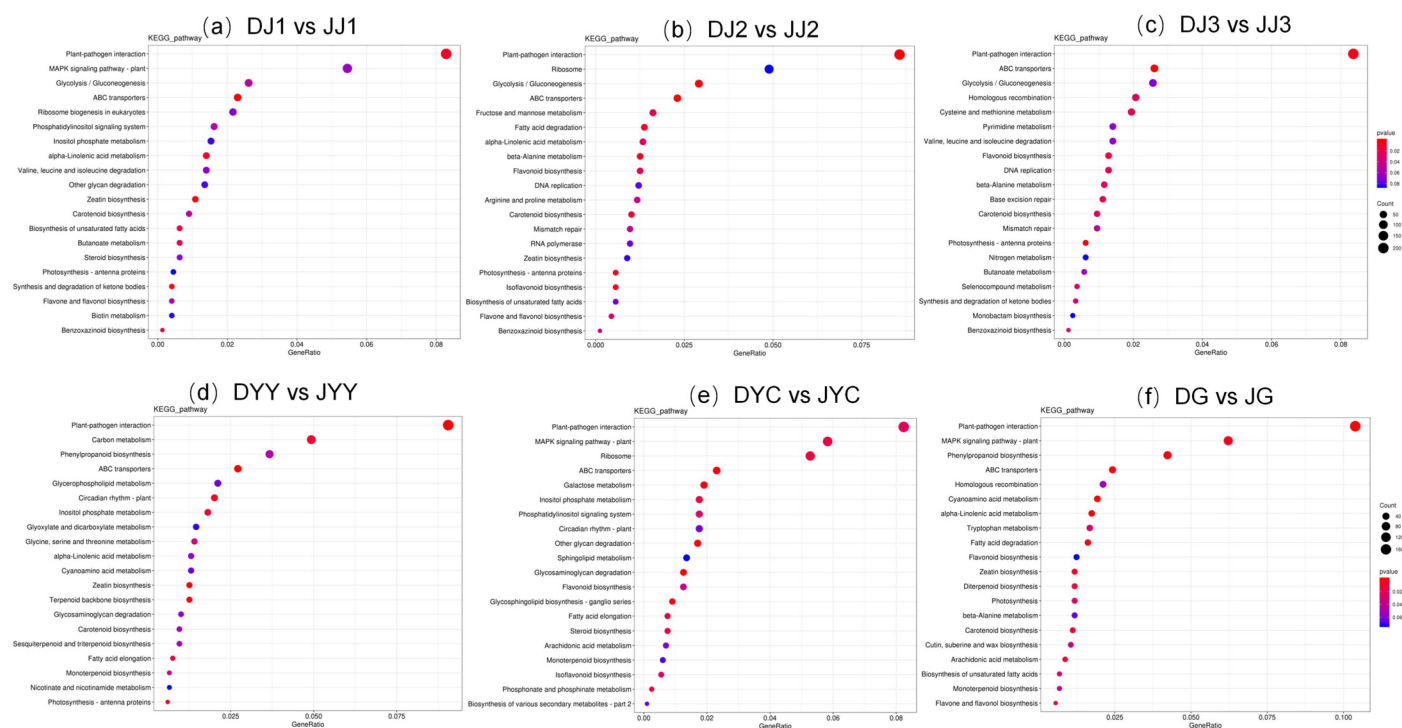 (a) DJ1 vs JJ1
KEGG_pathway
Plant-pathogen interaction
MAPK signaling pathway - plant
Glycolysis / Gluconeogenesis
ABC transporters
Ribosome biogenesis in eukaryotes
Phosphatidylinositol signaling system
Inositol phosphate metabolism
alpha-Linolenic acid metabolism
Valine, leucine and isoleucine degradation
Other glycan degradation
Zeatin biosynthesis
Carotenoid biosynthesis
Biosynthesis of unsaturated fatty acids
Butanoate metabolism
Steroid biosynthesis
Photosynthesis - antenna proteins
Synthesis and degradation of ketone bodies
Flavone and flavonol biosynthesis
Biotin metabolism
Benzoxazinoid biosynthesis
0.00 0.02 0.04 0.06 0.08
GeneRatio
(b) DJ2 vs JJ2
KEGG_pathway
Plant-pathogen interaction
Ribosome
Glycolysis / Gluconeogenesis
ABC transporters
Fructose and mannose metabolism
Fatty acid degradation
alpha-Linolenic acid metabolism
beta-Alanine metabolism
Flavonoid biosynthesis
DNA replication
Arginine and proline metabolism
Carotenoid biosynthesis
Mismatch repair
RNA polymerase
Zeatin biosynthesis
Photosynthesis - antenna proteins
Isoflavonoid biosynthesis
Biosynthesis of unsaturated fatty acids
Flavone and flavonol biosynthesis
Benzoxazinoid biosynthesis
0.000 0.025 0.050 0.075
GeneRatio
(c) DJ3 vs JJ3
KEGG_pathway
Plant-pathogen interaction
ABC transporters
Glycolysis / Gluconeogenesis
Homologous recombination
Cysteine and methionine metabolism
Pyrimidine metabolism
Valine, leucine and isoleucine degradation
Flavonoid biosynthesis
DNA replication
beta-Alanine metabolism
Base excision repair
Carotenoid biosynthesis
Mismatch repair
Photosynthesis - antenna proteins
Nitrogen metabolism
Butanoate metabolism
Selenocompound metabolism
Synthesis and degradation of ketone bodies
Monobactam biosynthesis
Benzoxazinoid biosynthesis
0.00 0.02 0.04 0.06 0.08
GeneRatio
pvalue
0.02
0.04
0.06
0.08
Count
50
100
150
200
(d) DYY vs JYY
KEGG_pathway
Plant-pathogen interaction
Carbon metabolism
Phenylpropanoid biosynthesis
ABC transporters
Glycerophospholipid metabolism
Circadian rhythm - plant
Inositol phosphate metabolism
Glyoxylate and dicarboxylate metabolism
Glycine, serine and threonine metabolism
alpha-Linolenic acid metabolism
Cyanoamino acid metabolism
Zeatin biosynthesis
Terpenoid backbone biosynthesis
Glycosaminoglycan degradation
Carotenoid biosynthesis
Sesquiterpenoid and triterpenoid biosynthesis
Fatty acid elongation
Monoterpenoid biosynthesis
Nicotinate and nicotinamide metabolism
Photosynthesis - antenna proteins
0.025 0.050 0.075
GeneRatio
(e) DYC vs JYC
KEGG_pathway
Plant-pathogen interaction
MAPK signaling pathway - plant
Ribosome
ABC transporters
Galactose metabolism
Inositol phosphate metabolism
Phosphatidylinositol signaling system
Circadian rhythm - plant
Other glycan degradation
Sphingolipid metabolism
Glycosaminoglycan degradation
Flavonoid biosynthesis
Glycosphingolipid biosynthesis - ganglio series
Fatty acid elongation
Steroid biosynthesis
Arachidonic acid metabolism
Monoterpenoid biosynthesis
Isoflavonoid biosynthesis
Phosphonate and phosphinate metabolism
Biosynthesis of various secondary metabolites - part 2
0.00 0.02 0.04 0.06 0.08
GeneRatio
(f) DG vs JG
KEGG_pathway
Plant-pathogen interaction
MAPK signaling pathway - plant
Phenylpropanoid biosynthesis
ABC transporters
Homologous recombination
Cyanoamino acid metabolism
alpha-Linolenic acid metabolism
Tryptophan metabolism
Fatty acid degradation
Flavonoid biosynthesis
Zeatin biosynthesis
Diterpenoid biosynthesis
Photosynthesis
beta-Alanine metabolism
Carotenoid biosynthesis
Cutin, suberine and wax biosynthesis
Arachidonic acid metabolism
Biosynthesis of unsaturated fatty acids
Monoterpenoid biosynthesis
Flavone and flavonol biosynthesis
0.000 0.025 0.050 0.075 0.100
GeneRatio
Count
40
80
120
160
pvalue
0.02
0.04
0.06